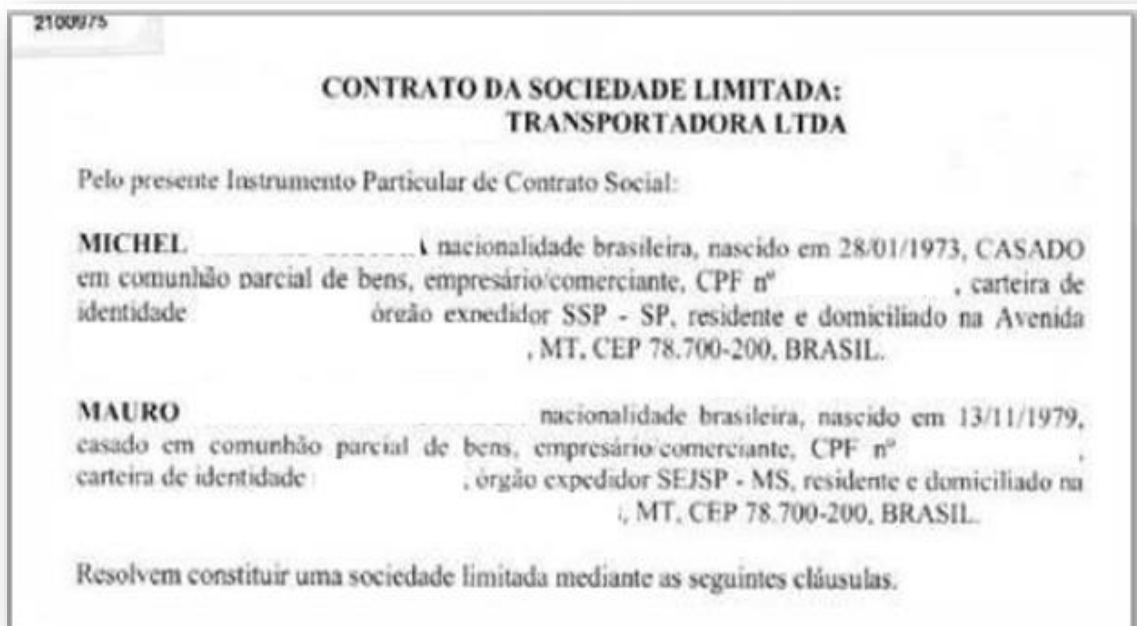 2100975
CONTRATO DA SOCIEDADE LIMITADA:
TRANSPORTADORA LTDA
Pelo presente Instrumento Particular de Contrato Social:
MICHEL nacionalidade brasileira, nascido em 28/01/1973, CASADO
em comunhão parcial de bens, empresário/comerciante, CPF nº , carteira de
identidade órgão expedidor SSP - SP, residente e domiciliado na Avenida
, MT, CEP 78.700-200, BRASIL.
MAURO nacionalidade brasileira, nascido em 13/11/1979,
casado em comunhão parcial de bens, empresário/comerciante, CPF nº ,
carteira de identidade , órgão expedidor SEJSP - MS, residente e domiciliado na
, MT, CEP 78.700-200, BRASIL.
Resolvem constituir uma sociedade limitada mediante as seguintes cláusulas.